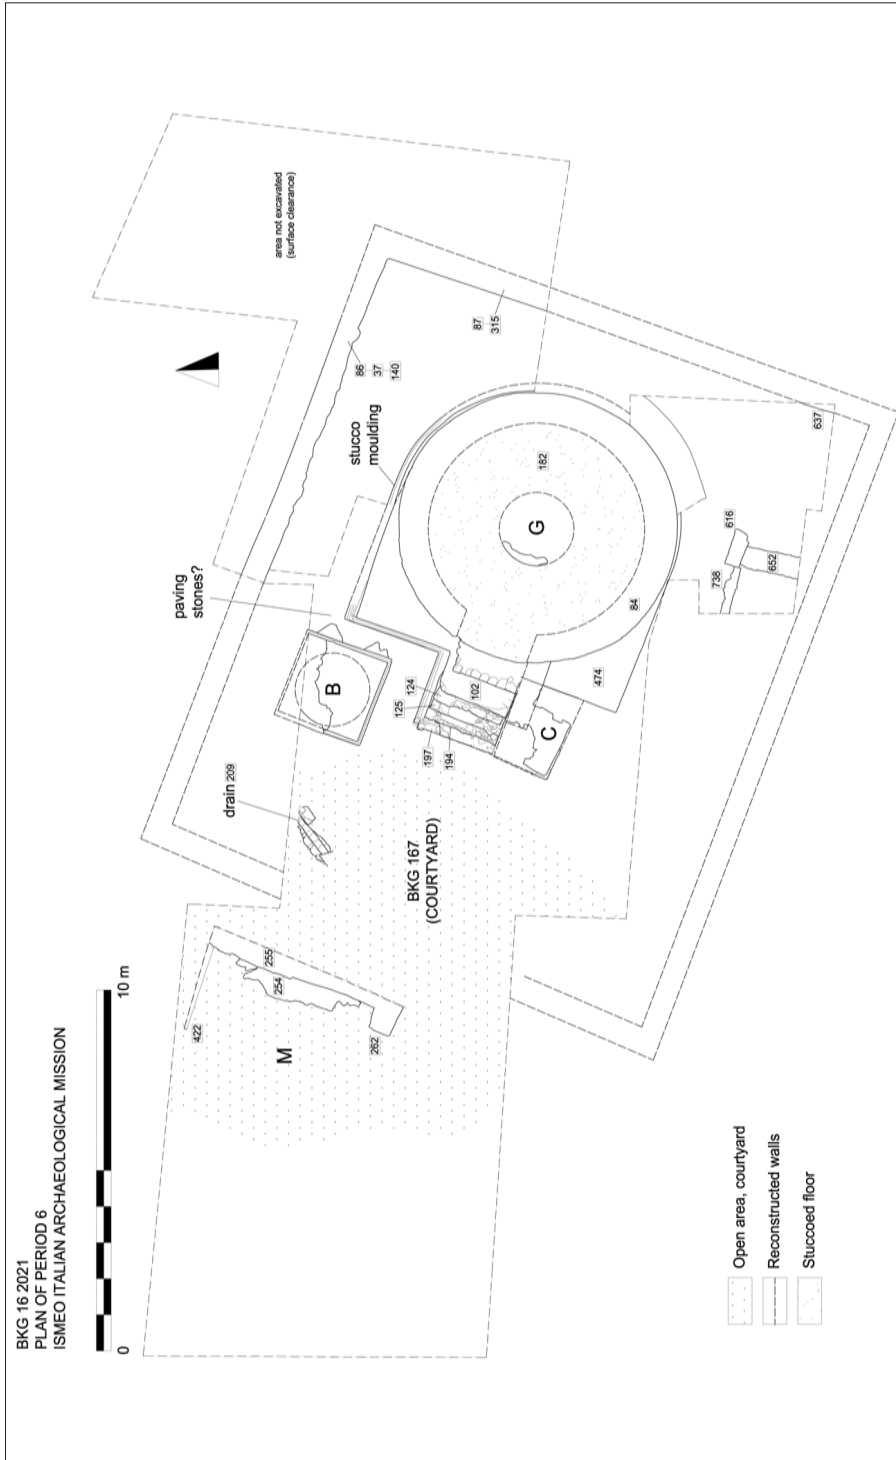 BKG 16 2021
PLAN OF PERIOD 6
ISMEO ITALIAN ARCHAEOLOGICAL MISSION
0
10 m
area not excavated
(surface clearance)
87
315
86
37
140
stucco
moulding
paving
stones?
182
G
637
616
652
738
84
474
B
124
125
102
197
194
C
drain 209
BKG 167
(COURTYARD)
255
254
422
262
M
Open area, courtyard
Reconstructed walls
Stuccoed floor